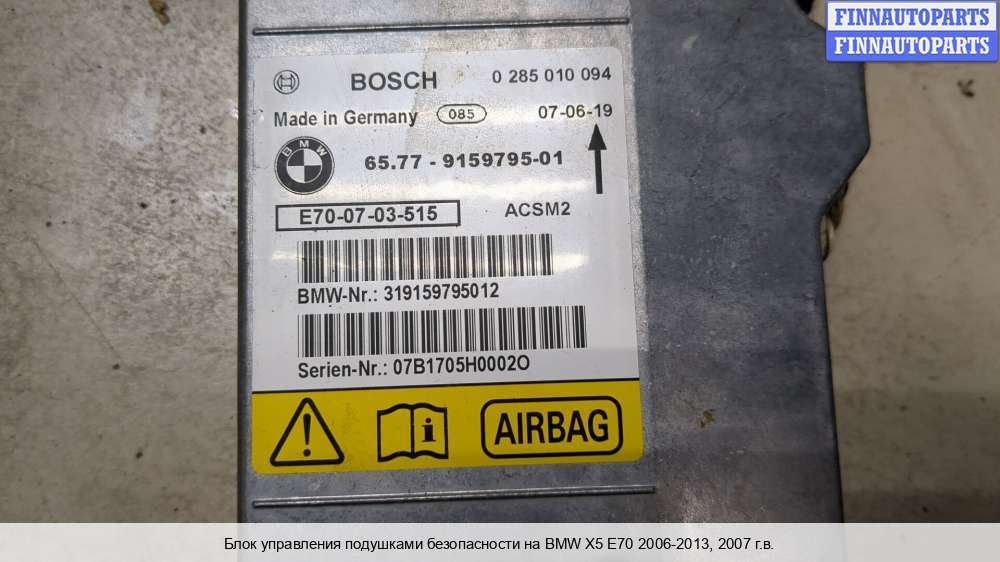 FINNAUTOPARTS
FINNAUTOPARTS
BOSCH 0 285 010 094
Made in Germany 085 07-06-19
BMW 65.77 - 9159795-01
E70-07-03-515 ACSM2
BMW-Nr.: 319159795012
Serien-Nr.: 07B1705H0002O
i AIRBAG
Блок управления подушками безопасности на BMW X5 E70 2006-2013, 2007 г.в.